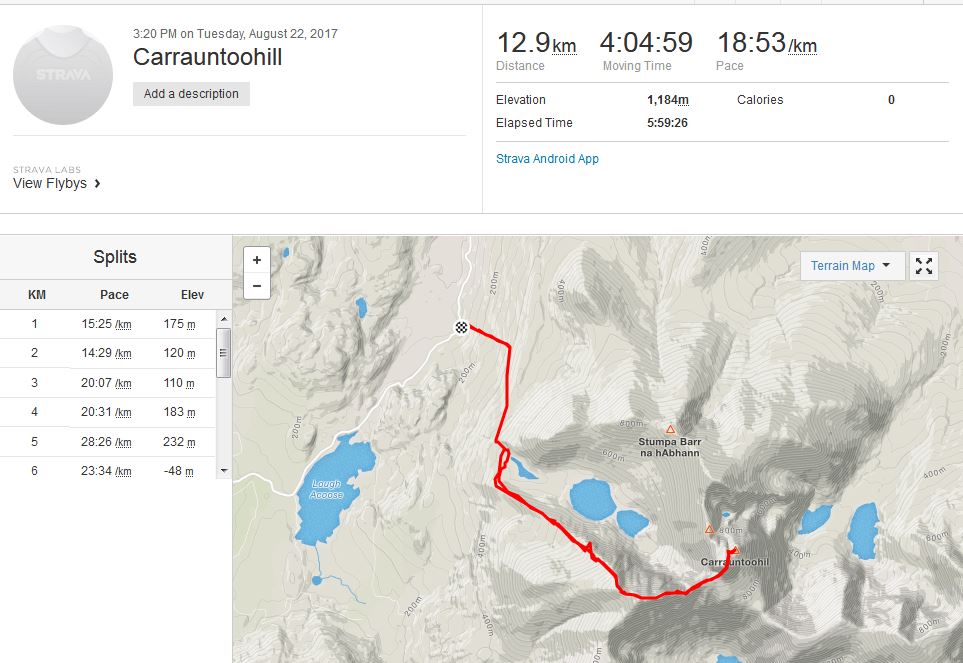 3:20 PM on Tuesday, August 22, 2017
Carrauntoohill
STRAVA
Add a description
STRAVA LABS
View Flybys
12.9km 4:04:59 18:53/km
Distance Moving Time Pace
Elevation 1,184m Calories 0
Elapsed Time 5:59:26
Strava Android App
Splits
KM Pace Elev
1 15:25 /km 175 m
2 14:29 /km 120 m
3 20:07 /km 110 m
4 20:31 /km 183 m
5 28:26 /km 232 m
6 23:34 /km -48 m
+
−
Terrain Map
400m
200m
400m
200m
200m
200m
200m
800m
Stumpa Barr
na hAbhann
600m
400m
Lough
Acoose
800m
Carrauntoohil
600m
400m
200m
800m
400m
800m
600m